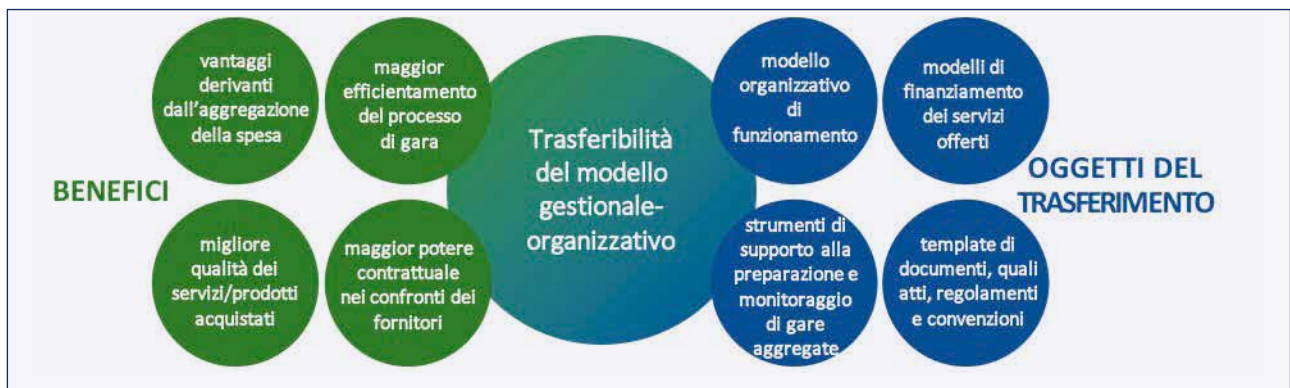 BENEFICI
vantaggi
derivanti
dall'aggregazione
della spesa
maggior
efficientamento
del processo
di gara
migliore
qualità dei
servizi/prodotti
acquistati
maggior potere
contrattuale
nei confronti dei
fornitori
Trasferibilità
del modello
gestionale-
organizzativo
modello
organizzativo
di
funzionamento
modelli di
finanziamento
dei servizi
offerti
strumenti di
supporto alla
preparazione e
monitoraggio
di gare
aggregate
template di
documenti, quali
atti, regolamenti
e convenzioni
OGGETTI DEL
TRASFERIMENTO